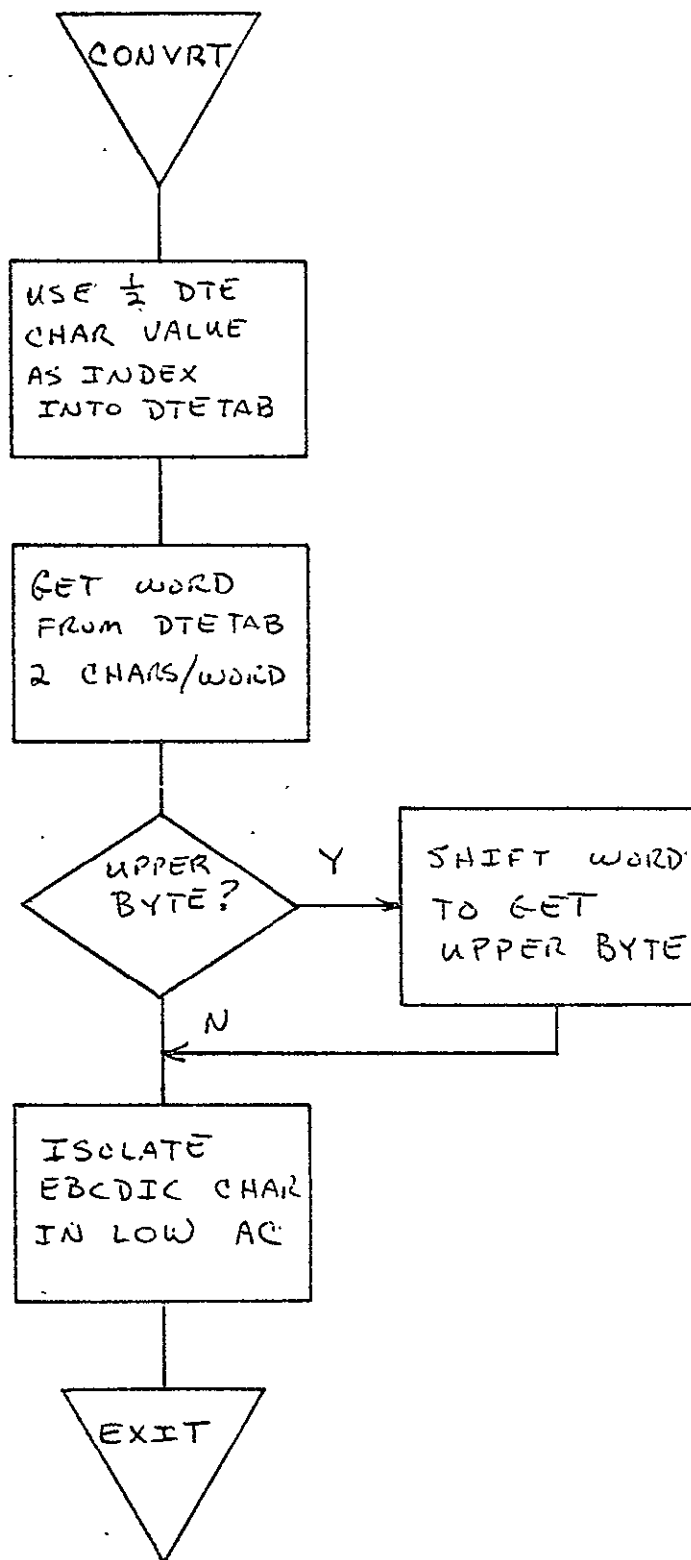 CONVRT
USE 1/2 DTE
CHAR VALUE
AS INDEX
INTO DTETAB
GET WORD
FROM DTETAB
2 CHARS/WORD
UPPER
BYTE?
Y
SHIFT WORD
TO GET
UPPER BYTE
N
ISOLATE
EBCDIC CHAR
IN LOW AC
EXIT